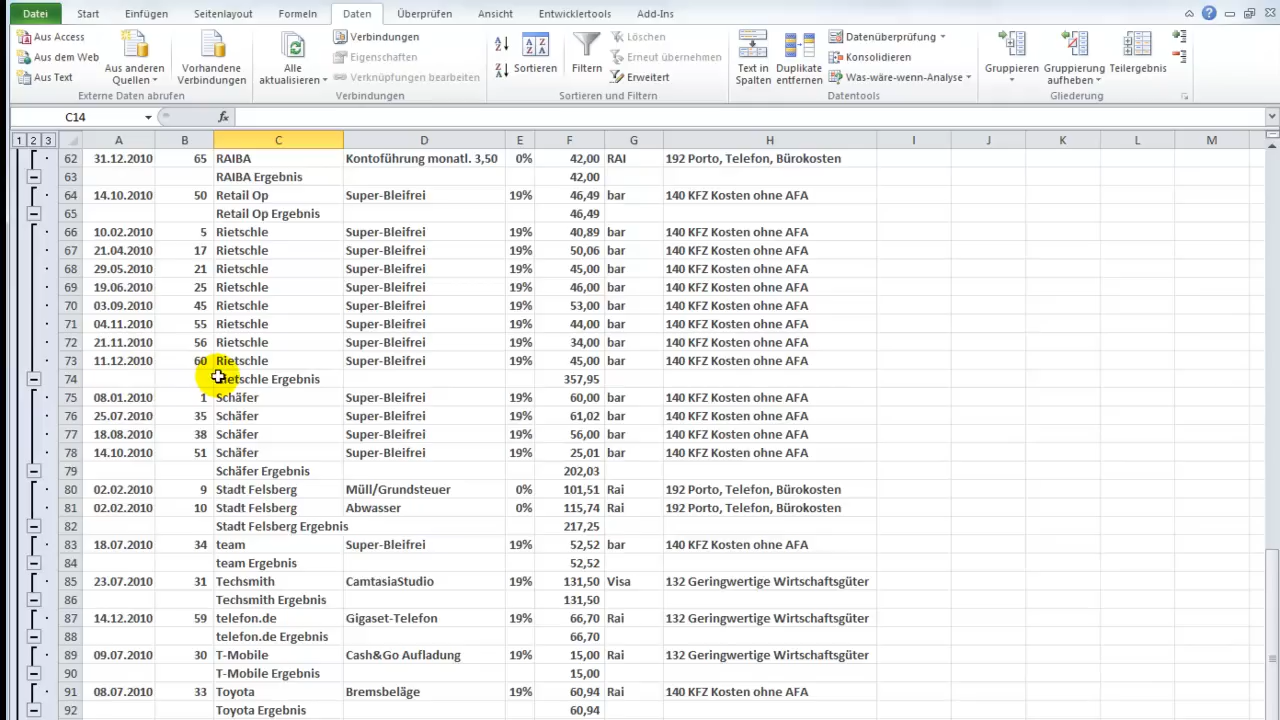 Datei Start Einfügen Seitenlayout Formeln Daten Überprüfen Ansicht Entwicklertools Add-Ins
Aus Access
Aus dem Web
Aus Text
Aus anderen Quellen
Vorhandene Verbindungen
Externe Daten abrufen
Alle aktualisieren
Verbindungen
Eigenschaften
Verknüpfungen bearbeiten
Verbindungen
Sortieren
Filtern
Löschen
Erneut übernehmen
Erweitert
Sortieren und Filtern
Text in Spalten
Duplikate entfernen
Datenüberprüfung
Konsolidieren
Was-wäre-wenn-Analyse
Datentools
Gruppieren
Gruppierung aufheben
Teilergebnis
Gliederung
C14 fx
1 2 3 A B C D E F G H I J K L M
62 31.12.2010 65 RAIBA Kontoführung monatl. 3,50 0% 42,00 RAI 192 Porto, Telefon, Bürokosten
63 RAIBA Ergebnis 42,00
64 14.10.2010 50 Retail Op Super-Bleifrei 19% 46,49 bar 140 KFZ Kosten ohne AFA
65 Retail Op Ergebnis 46,49
66 10.02.2010 5 Rietschle Super-Bleifrei 19% 40,89 bar 140 KFZ Kosten ohne AFA
67 21.04.2010 17 Rietschle Super-Bleifrei 19% 50,06 bar 140 KFZ Kosten ohne AFA
68 29.05.2010 21 Rietschle Super-Bleifrei 19% 45,00 bar 140 KFZ Kosten ohne AFA
69 19.06.2010 25 Rietschle Super-Bleifrei 19% 46,00 bar 140 KFZ Kosten ohne AFA
70 03.09.2010 45 Rietschle Super-Bleifrei 19% 53,00 bar 140 KFZ Kosten ohne AFA
71 04.11.2010 55 Rietschle Super-Bleifrei 19% 44,00 bar 140 KFZ Kosten ohne AFA
72 21.11.2010 56 Rietschle Super-Bleifrei 19% 34,00 bar 140 KFZ Kosten ohne AFA
73 11.12.2010 60 Rietschle Super-Bleifrei 19% 45,00 bar 140 KFZ Kosten ohne AFA
74 Rietschle Ergebnis 357,95
75 08.01.2010 1 Schäfer Super-Bleifrei 19% 60,00 bar 140 KFZ Kosten ohne AFA
76 25.07.2010 35 Schäfer Super-Bleifrei 19% 61,02 bar 140 KFZ Kosten ohne AFA
77 18.08.2010 38 Schäfer Super-Bleifrei 19% 56,00 bar 140 KFZ Kosten ohne AFA
78 14.10.2010 51 Schäfer Super-Bleifrei 19% 25,01 bar 140 KFZ Kosten ohne AFA
79 Schäfer Ergebnis 202,03
80 02.02.2010 9 Stadt Felsberg Müll/Grundsteuer 0% 101,51 Rai 192 Porto, Telefon, Bürokosten
81 02.02.2010 10 Stadt Felsberg Abwasser 0% 115,74 Rai 192 Porto, Telefon, Bürokosten
82 Stadt Felsberg Ergebnis 217,25
83 18.07.2010 34 team Super-Bleifrei 19% 52,52 bar 140 KFZ Kosten ohne AFA
84 team Ergebnis 52,52
85 23.07.2010 31 Techsmith CamtasiaStudio 19% 131,50 Visa 132 Geringwertige Wirtschaftsgüter
86 Techsmith Ergebnis 131,50
87 14.12.2010 59 telefon.de Gigaset-Telefon 19% 66,70 Rai 132 Geringwertige Wirtschaftsgüter
88 telefon.de Ergebnis 66,70
89 09.07.2010 30 T-Mobile Cash&Go Aufladung 19% 15,00 Rai 132 Geringwertige Wirtschaftsgüter
90 T-Mobile Ergebnis 15,00
91 08.07.2010 33 Toyota Bremsbeläge 19% 60,94 Rai 140 KFZ Kosten ohne AFA
92 Toyota Ergebnis 60,94